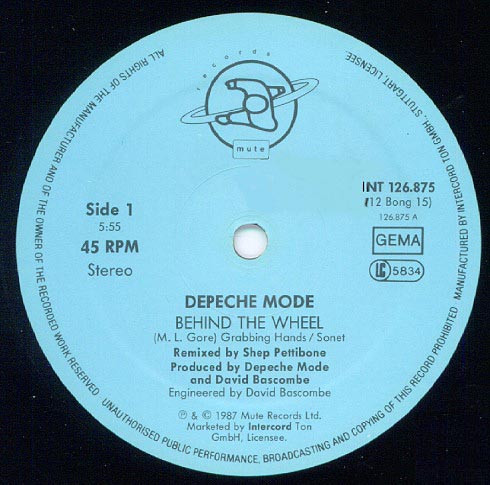 records
mute
INT 126.875
(12 Bong 15)
126.875 A
Side 1
5:55
45 RPM
Stereo
GEMA
LC 5834
DEPECHE MODE
BEHIND THE WHEEL
(M. L. Gore) Grabbing Hands / Sonet
Remixed by Shep Pettibone
Produced by Depeche Mode
and David Bascombe
Engineered by David Bascombe
℗ & © 1987 Mute Records Ltd.
Marketed by Intercord Ton
GmbH, Licensee.
ALL RIGHTS OF THE MANUFACTURER AND OF THE OWNER OF THE RECORDED WORK RESERVED. UNAUTHORISED PUBLIC PERFORMANCE, BROADCASTING AND COPYING OF THIS RECORD PROHIBITED MANUFACTURED BY INTERCORD TON GMBH, STUTTGART, LICENSEE.